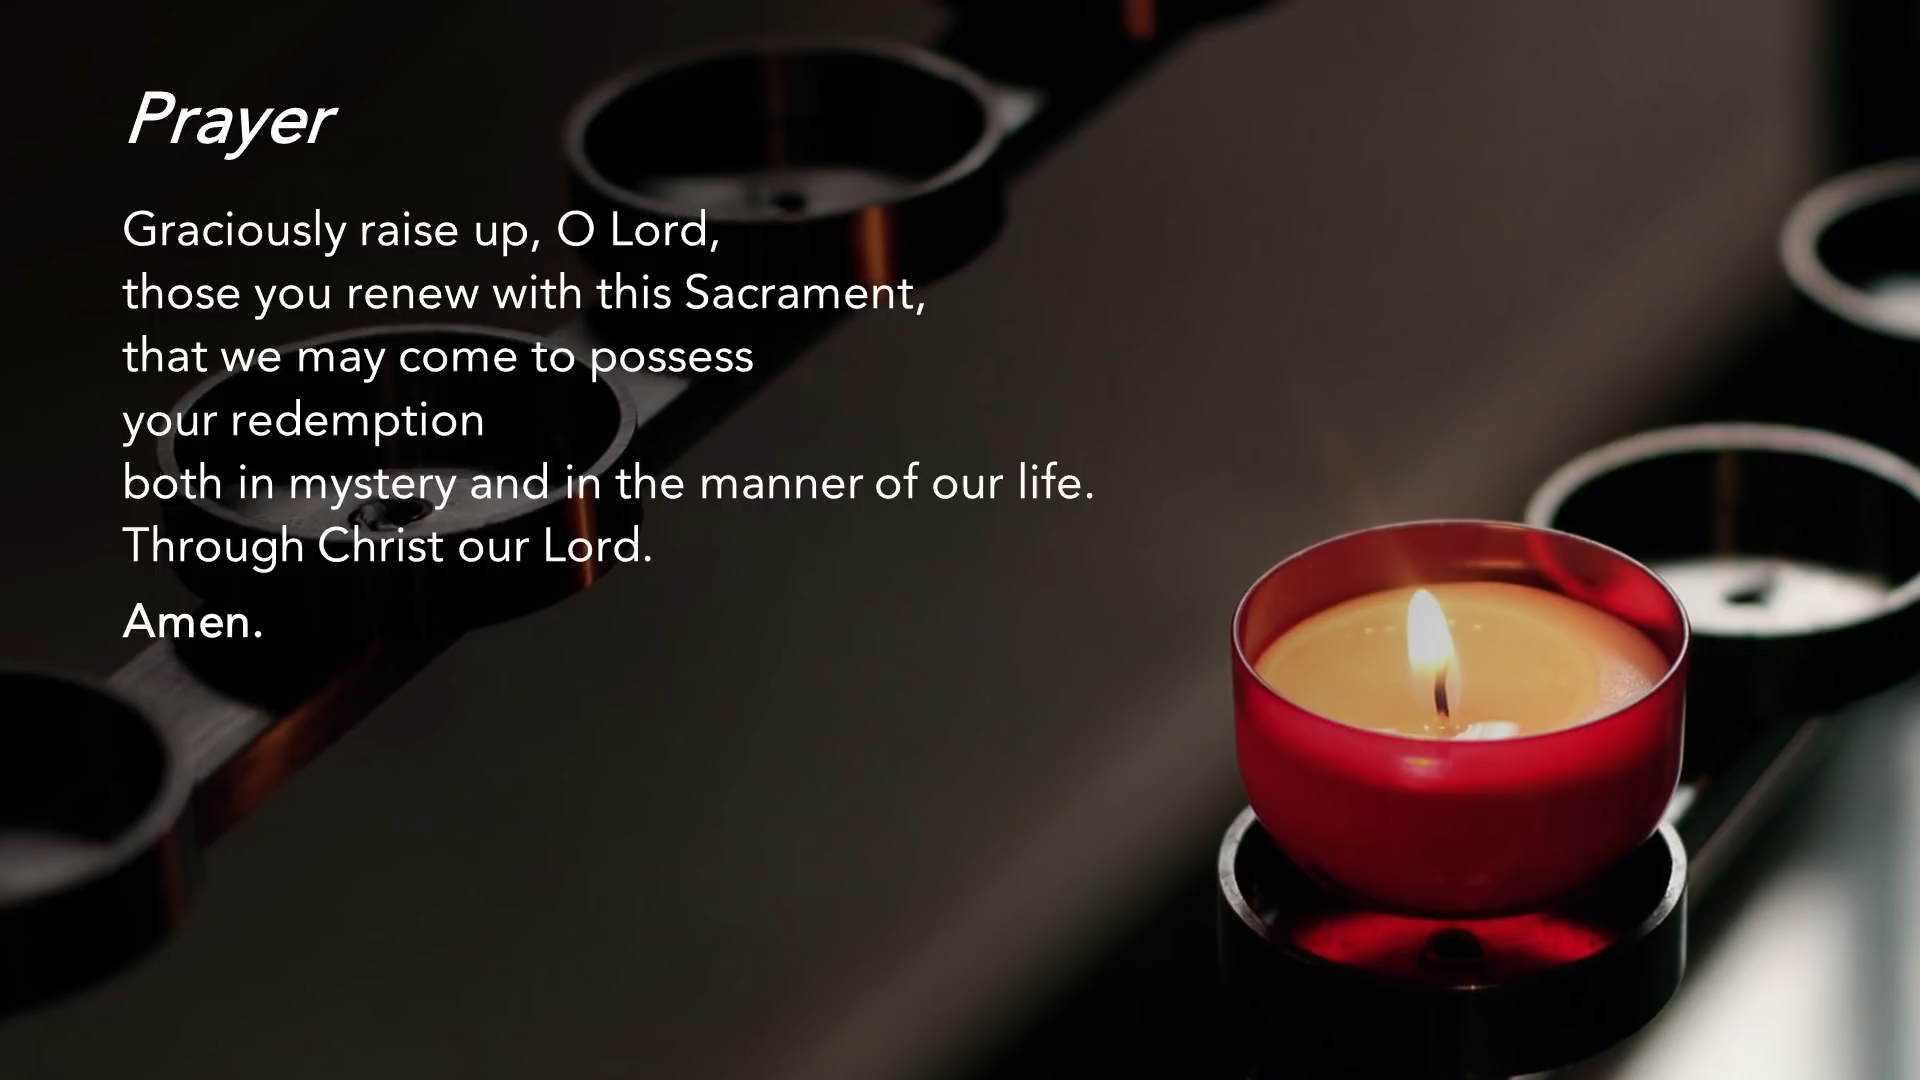 Prayer
Graciously raise up, O Lord,
those you renew with this Sacrament,
that we may come to possess
your redemption
both in mystery and in the manner of our life.
Through Christ our Lord.
Amen.